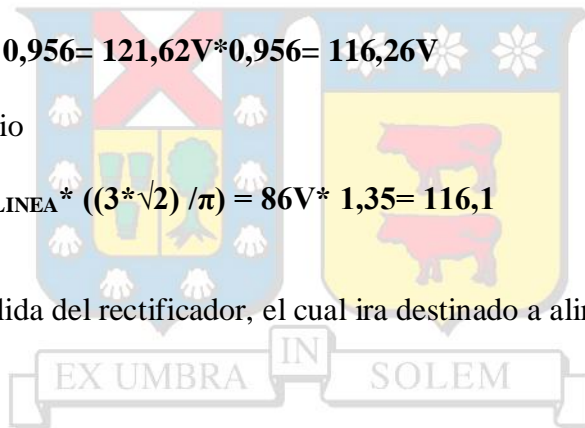 0,956= 121,62V*0,956= 116,26V
io
LINEA* ((3*√2) /π) = 86V* 1,35= 116,1
lida del rectificador, el cual ira destinado a
EX UMBRA IN SOLEM